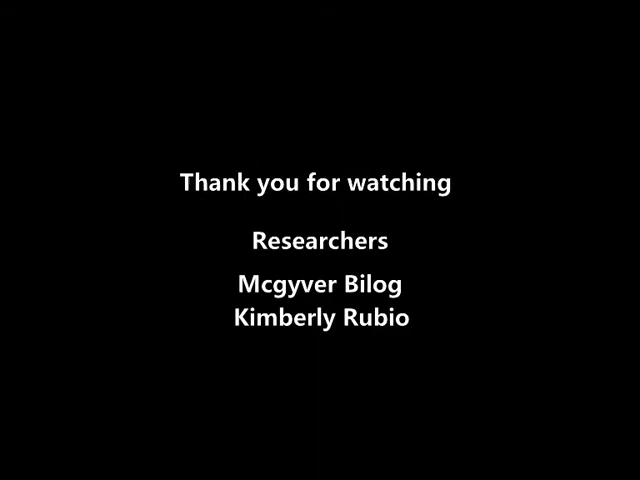 Thank you for watching
Researchers
Mcgyver Bilog
Kimberly Rubio